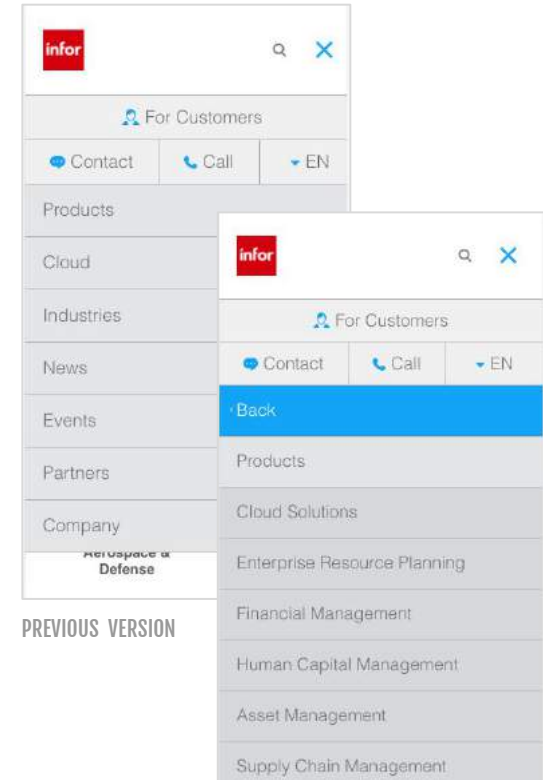 infor
For Customers
Contact
Call
EN
Products
Cloud
Industries
News
Events
Partners
Company
Aerospace &
Defense
PREVIOUS VERSION
infor
For Customers
Contact
Call
EN
Back
Products
Cloud Solutions
Enterprise Resource Planning
Financial Management
Human Capital Management
Asset Management
Supply Chain Management